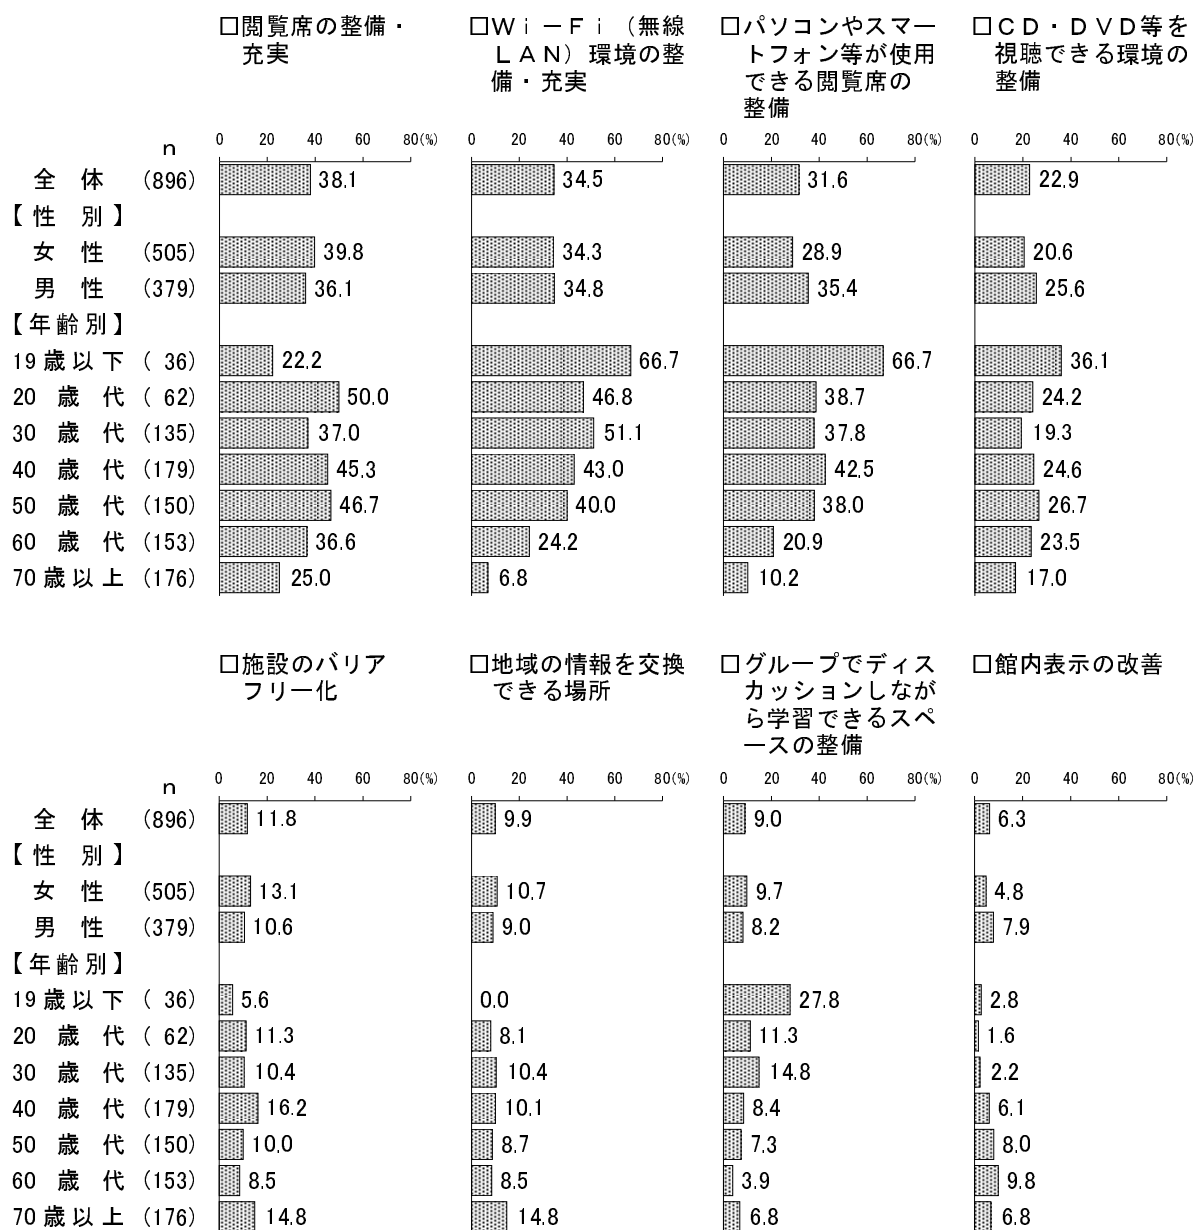 □閲覧席の整備・
充実
□Ｗｉ－Ｆｉ（無線
ＬＡＮ）環境の整
備・充実
□パソコンやスマー
トフォン等が使用
できる閲覧席の
整備
□ＣＤ・ＤＶＤ等を
視聴できる環境の
整備
n 0 20 40 60 80(%) 0 20 40 60 80(%) 0 20 40 60 80(%) 0 20 40 60 80(%)
全体 (896) 38.1 34.5 31.6 22.9
【性別】
女性 (505) 39.8 34.3 28.9 20.6
男性 (379) 36.1 34.8 35.4 25.6
【年齢別】
19歳以下 ( 36) 22.2 66.7 66.7 36.1
20歳代 ( 62) 50.0 46.8 38.7 24.2
30歳代 (135) 37.0 51.1 37.8 19.3
40歳代 (179) 45.3 43.0 42.5 24.6
50歳代 (150) 46.7 40.0 38.0 26.7
60歳代 (153) 36.6 24.2 20.9 23.5
70歳以上 (176) 25.0 6.8 10.2 17.0
□施設のバリア
フリー化
□地域の情報を交換
できる場所
□グループでディス
カッションしなが
ら学習できるスペ
ースの整備
□館内表示の改善
n 0 20 40 60 80(%) 0 20 40 60 80(%) 0 20 40 60 80(%) 0 20 40 60 80(%)
全体 (896) 11.8 9.9 9.0 6.3
【性別】
女性 (505) 13.1 10.7 9.7 4.8
男性 (379) 10.6 9.0 8.2 7.9
【年齢別】
19歳以下 ( 36) 5.6 0.0 27.8 2.8
20歳代 ( 62) 11.3 8.1 11.3 1.6
30歳代 (135) 10.4 10.4 14.8 2.2
40歳代 (179) 16.2 10.1 8.4 6.1
50歳代 (150) 10.0 8.7 7.3 8.0
60歳代 (153) 8.5 8.5 3.9 9.8
70歳以上 (176) 14.8 14.8 6.8 6.8